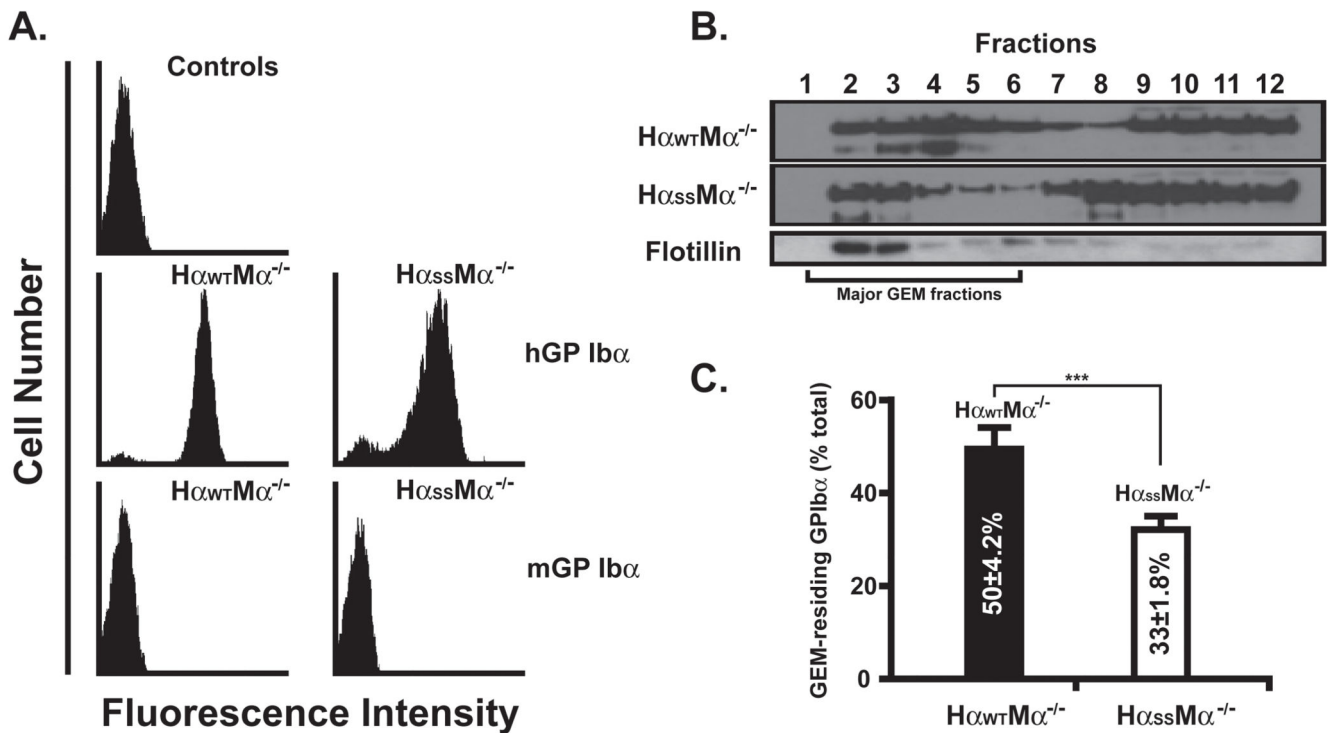 A.
Controls
HαwTMα⁻/⁻
HαssMα⁻/⁻
hGP Ibα
HαwTMα⁻/⁻
HαssMα⁻/⁻
mGP Ibα
Cell Number
Fluorescence Intensity
B.
Fractions
1 2 3 4 5 6 7 8 9 10 11 12
HαwTMα⁻/⁻
HαssMα⁻/⁻
Flotillin
Major GEM fractions
C.
GEM-residing GPIbα (% total)
60
40
20
0
***
HαwTMα⁻/⁻
HαssMα⁻/⁻
50±4.2%
33±1.8%
HαwTMα⁻/⁻
HαssMα⁻/⁻